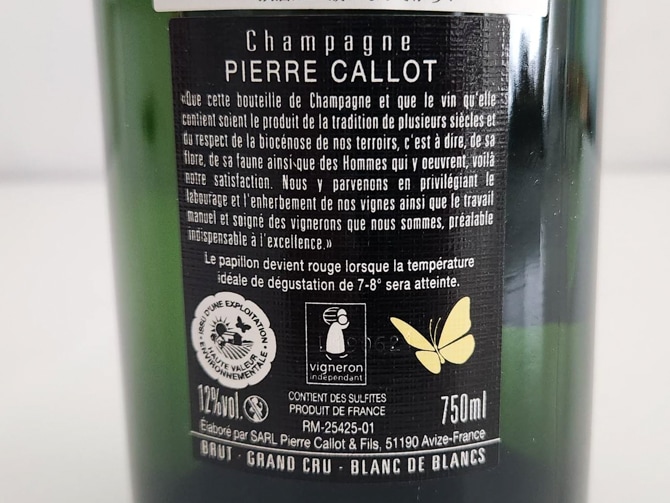 Champagne
PIERRE CALLOT
«Que cette bouteille de Champagne et que le vin qu'elle
contient soient le produit de la tradition de plusieurs siècles et
du respect de la biocénose de nos terroirs, c'est à dire, de sa
flore, de sa faune ainsi que des Hommes qui y oeuvrent, voilà
notre satisfaction. Nous y parvenons en privilégiant le
labourage et l'enherbement de nos vignes ainsi que le travail
manuel et soigné des vignerons que nous sommes, préalable
indispensable à l'excellence.»
Le papillon devient rouge lorsque la température
idéale de dégustation de 7-8° sera atteinte.
ISSU D'UNE EXPLOITATION
HAUTE VALEUR
ENVIRONNEMENTALE
vigneron
indépendant
12%vol.
CONTIENT DES SULFITES
PRODUIT DE FRANCE
RM-25425-01
750ml
Élaboré par SARL Pierre Callot & Fils, 51190 Avize-France
BRUT - GRAND CRU - BLANC DE BLANCS